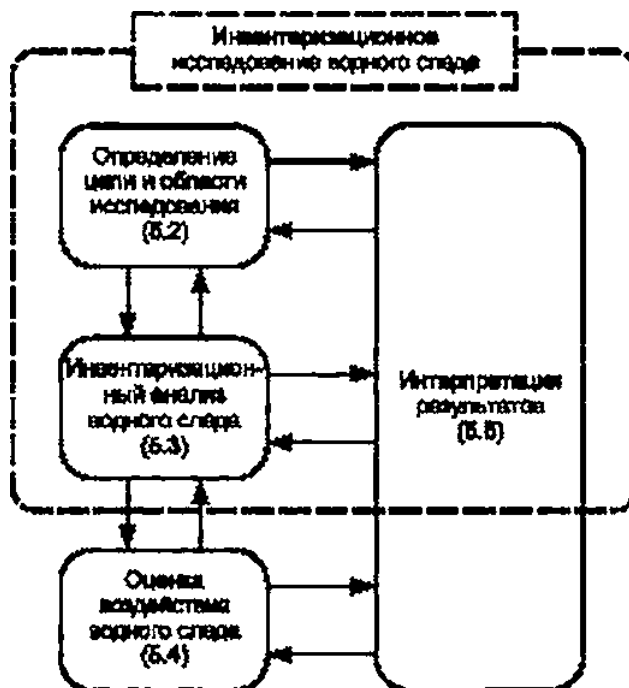 Инвентаризационное
исследование водного следа
Определение
цели и области
исследования
(5.2)
Инвентаризацион-
ный анализ
водного следа
(5.3)
Интерпретация
результатов
(5.5)
Оценка
воздействия
водного следа
(5.4)